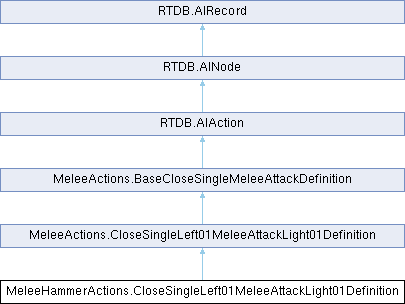 RTDB.AIRecord
RTDB.AINode
RTDB.AIAction
MeleeActions.BaseCloseSingleMeleeAttackDefinition
MeleeActions.CloseSingleLeft01MeleeAttackLight01Definition
MeleeHammerActions.CloseSingleLeft01MeleeAttackLight01Definition